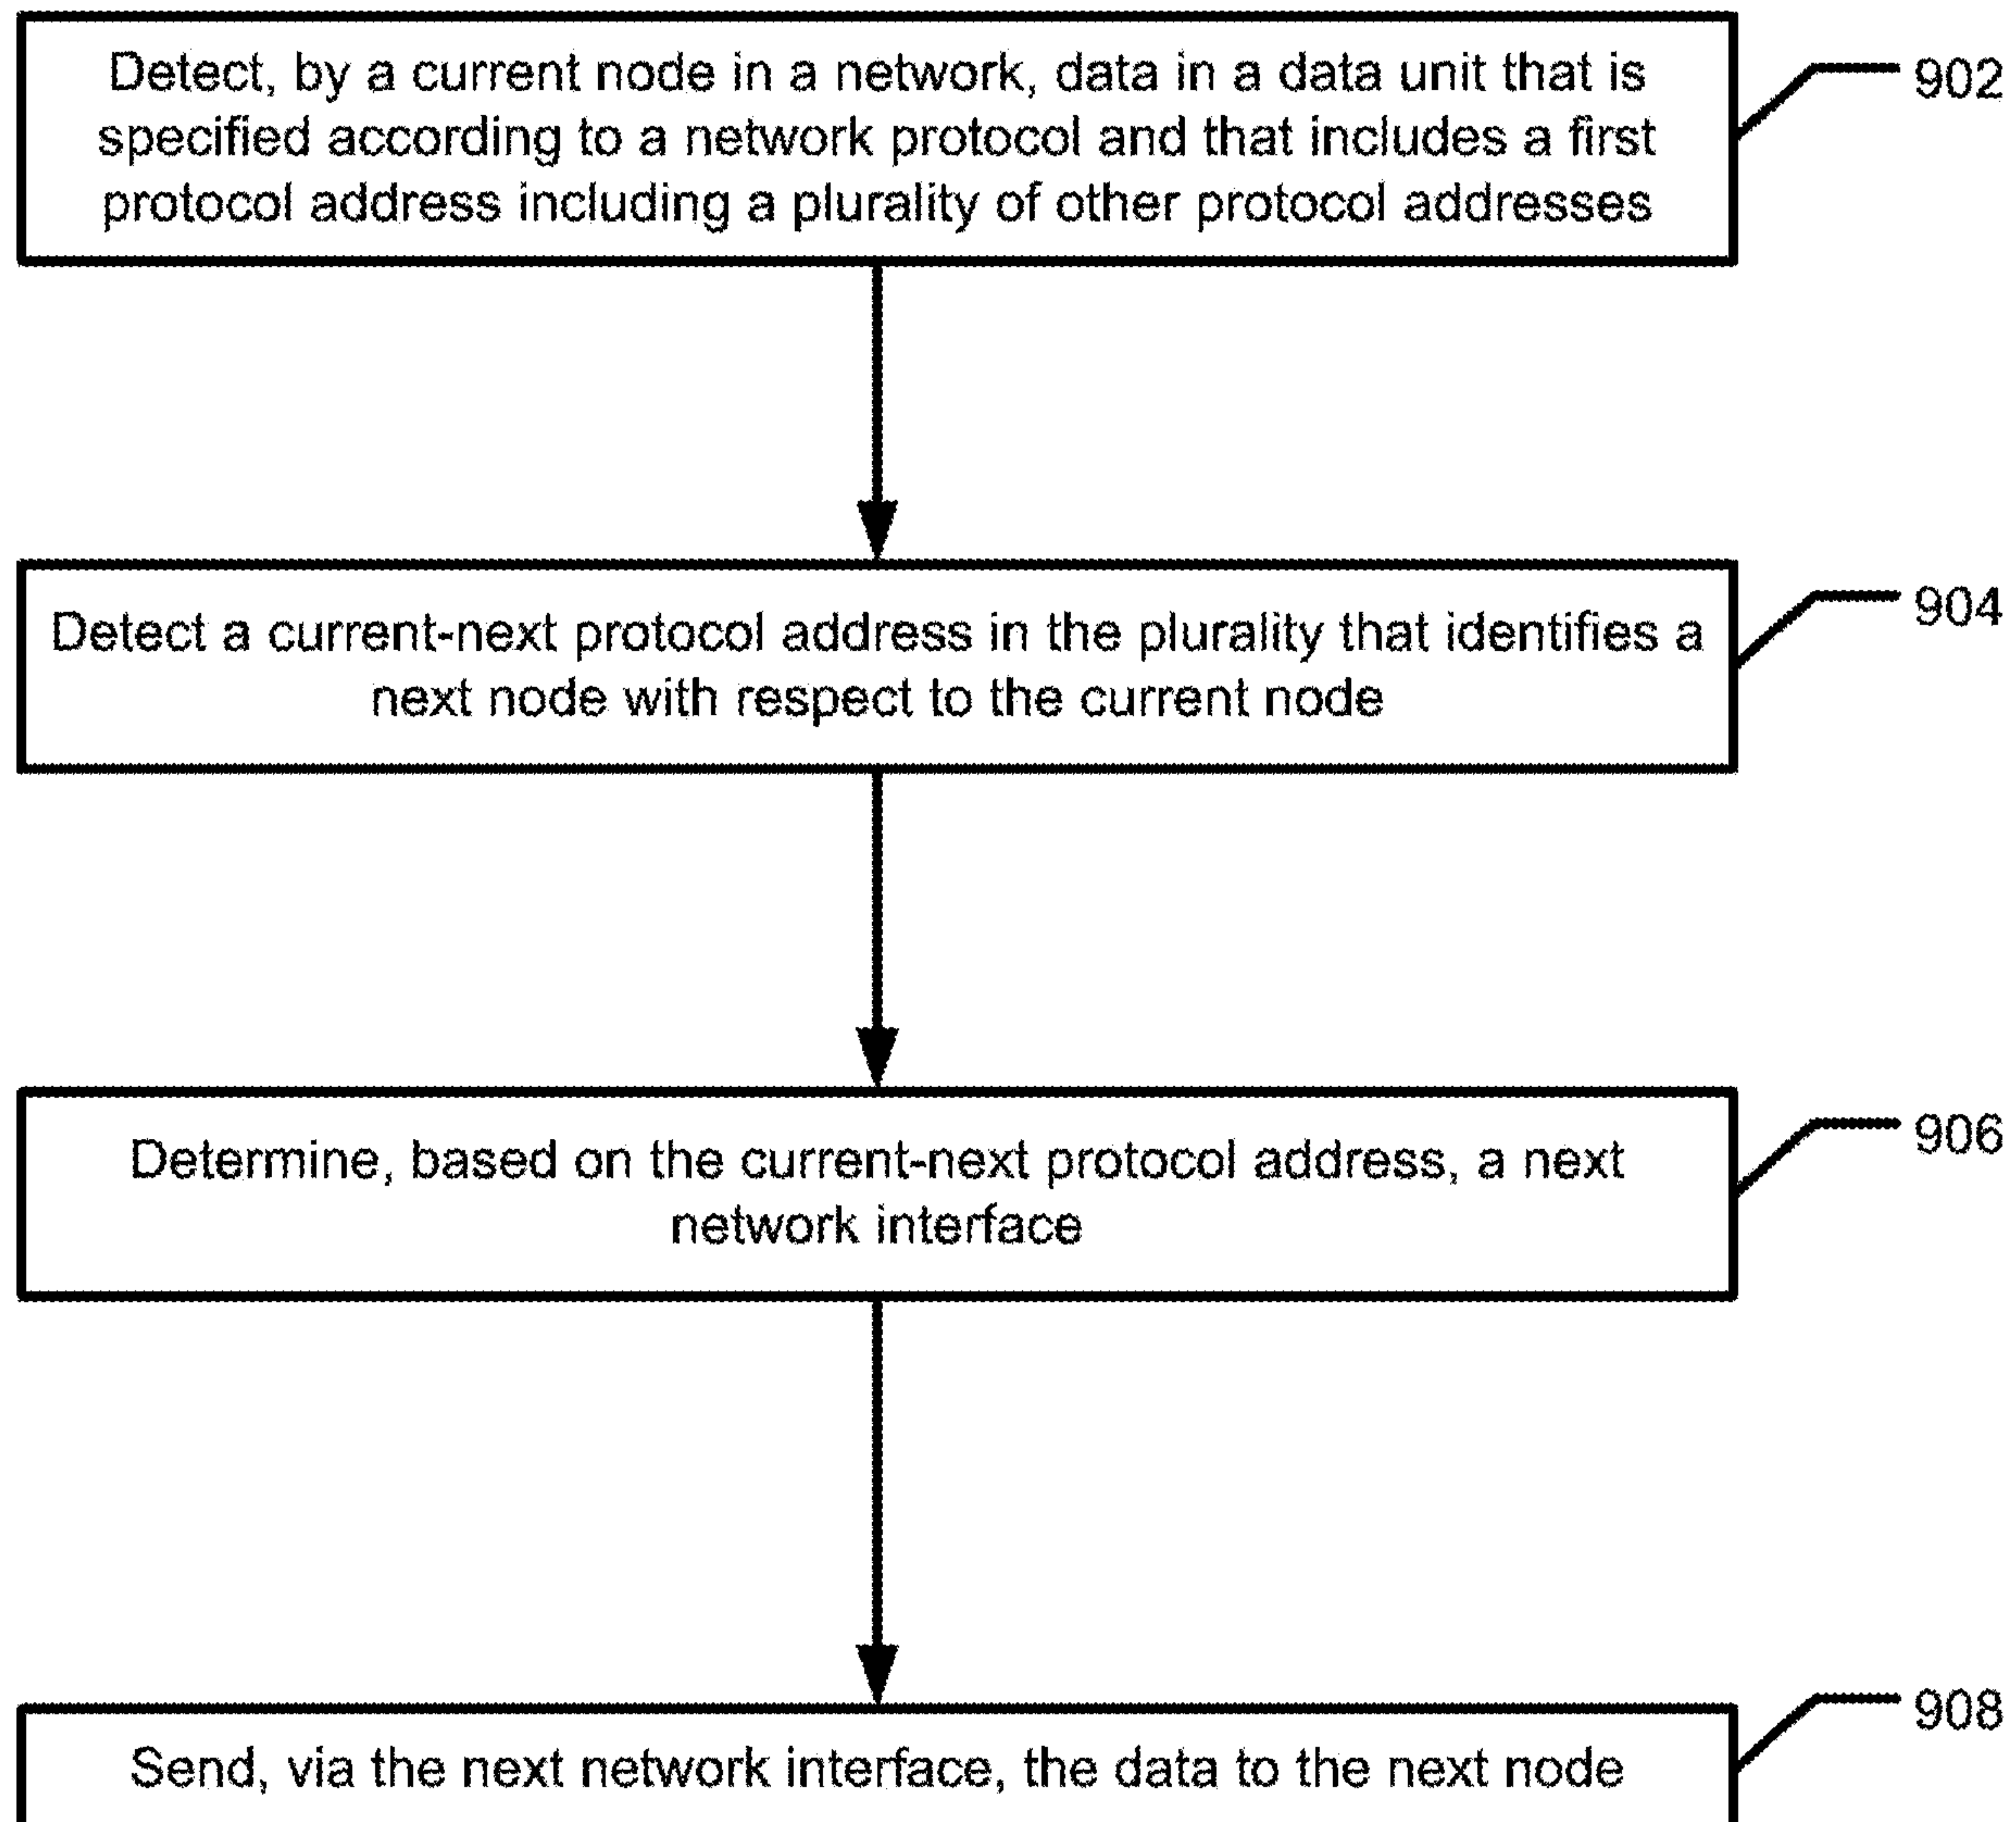 Detect, by a current node in a network, data in a data unit that is
specified according to a network protocol and that includes a first
protocol address including a plurality of other protocol addresses
902
Detect a current-next protocol address in the plurality that identifies a
next node with respect to the current node
904
Determine, based on the current-next protocol address, a next
network interface
906
Send, via the next network interface, the data to the next node
908